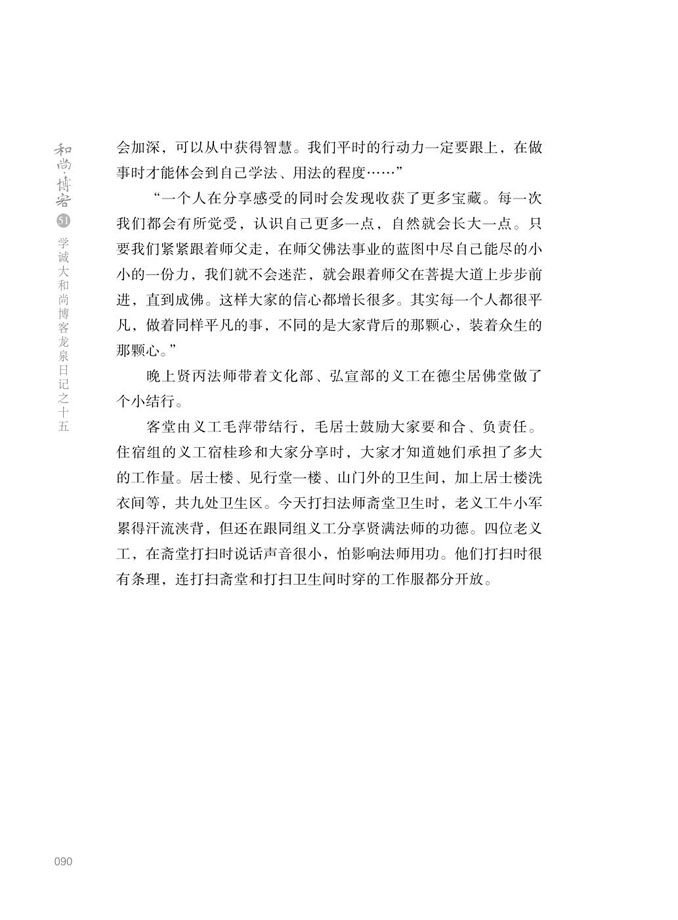 和尚·博客
51
学诚大和尚博客龙泉日记之十五
会加深，可以从中获得智慧。我们平时的行动力一定要跟上，在做
事时才能体会到自己学法、用法的程度……”
“一个人在分享感受的同时会发现收获了更多宝藏。每一次
我们都会有所觉受，认识自己更多一点，自然就会长大一点。只
要我们紧紧跟着师父走，在师父佛法事业的蓝图中尽自己能尽的小
小的一份力，我们就不会迷茫，就会跟着师父在菩提大道上步步前
进，直到成佛。这样大家的信心都增长很多。其实每一个人都很平
凡，做着同样平凡的事，不同的是大家背后的那颗心，装着众生的
那颗心。”
晚上贤丙法师带着文化部、弘宣部的义工在德尘居佛堂做了
个小结行。
客堂由义工毛萍带结行，毛居士鼓励大家要和合、负责任。
住宿组的义工宿桂珍和大家分享时，大家才知道她们承担了多大
的工作量。居士楼、见行堂一楼、山门外的卫生间，加上居士楼洗
衣间等，共九处卫生区。今天打扫法师斋堂卫生时，老义工牛小军
累得汗流浃背，但还在跟同组义工分享贤满法师的功德。四位老义
工，在斋堂打扫时说话声音很小，怕影响法师用功。他们打扫时很
有条理，连打扫斋堂和打扫卫生间时穿的工作服都分开放。
090